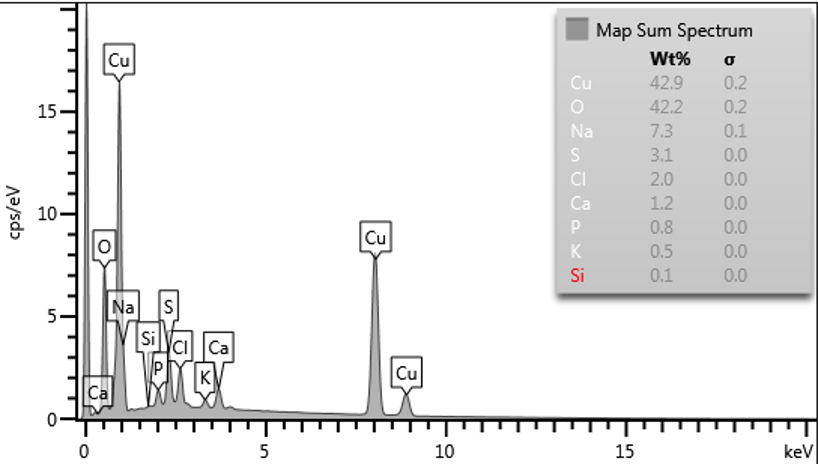 Map Sum Spectrum
Wt% σ
Cu 42.9 0.2
O 42.2 0.2
Na 7.3 0.1
S 3.1 0.0
Cl 2.0 0.0
Ca 1.2 0.0
P 0.8 0.0
K 0.5 0.0
Si 0.1 0.0
Cu
15
cps/eV
10
O
Cu
Na
S
5
Si
Cl
Ca
P
K
Cu
Ca
0
0 5 10 15 keV